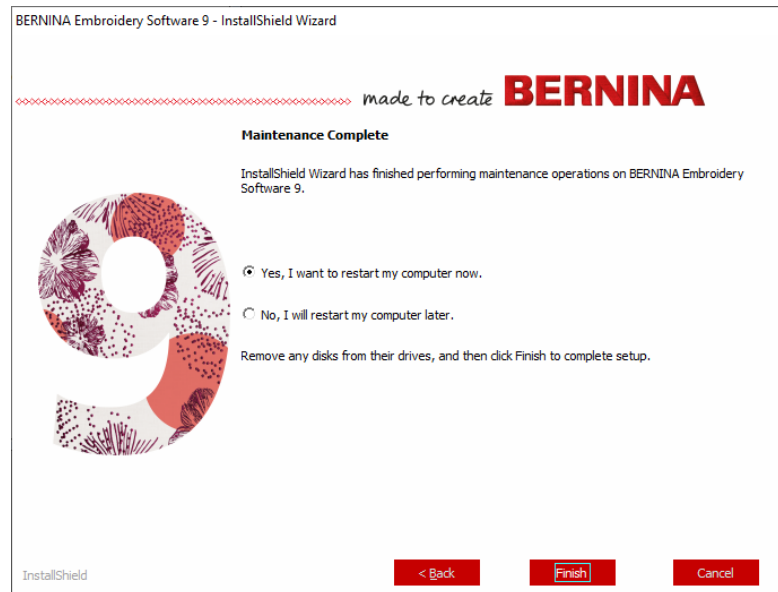 BERNINA Embroidery Software 9 - InstallShield Wizard
made to create BERNINA
Maintenance Complete
InstallShield Wizard has finished performing maintenance operations on BERNINA Embroidery
Software 9.
9
Yes, I want to restart my computer now.
No, I will restart my computer later.
Remove any disks from their drives, and then click Finish to complete setup.
InstallShield
< Back
Finish
Cancel